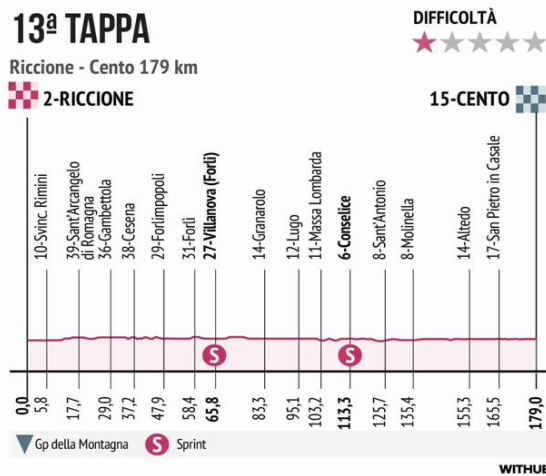 13ª TAPPA
DIFFICOLTÀ
Riccione - Cento 179 km
2-RICCIONE
15-CENTO
10-Svinc. Rimini
39-Sant'Arcangelo
di Romagna
36-Gambettola
38-Cesena
29-Forlimpopoli
31-Forlì
27-Villanova (Forlì)
14-Granarolo
12-Lugo
11-Massa Lombarda
6-Conselice
8-Sant'Antonio
8-Molinella
14-Altedo
17-San Pietro in Casale
S
S
0,0
5,8
17,7
29,0
37,2
47,9
58,4
65,8
83,3
95,1
103,2
113,3
125,7
135,4
155,3
165,5
179,0
Gp della Montagna
S Sprint
WITHUB